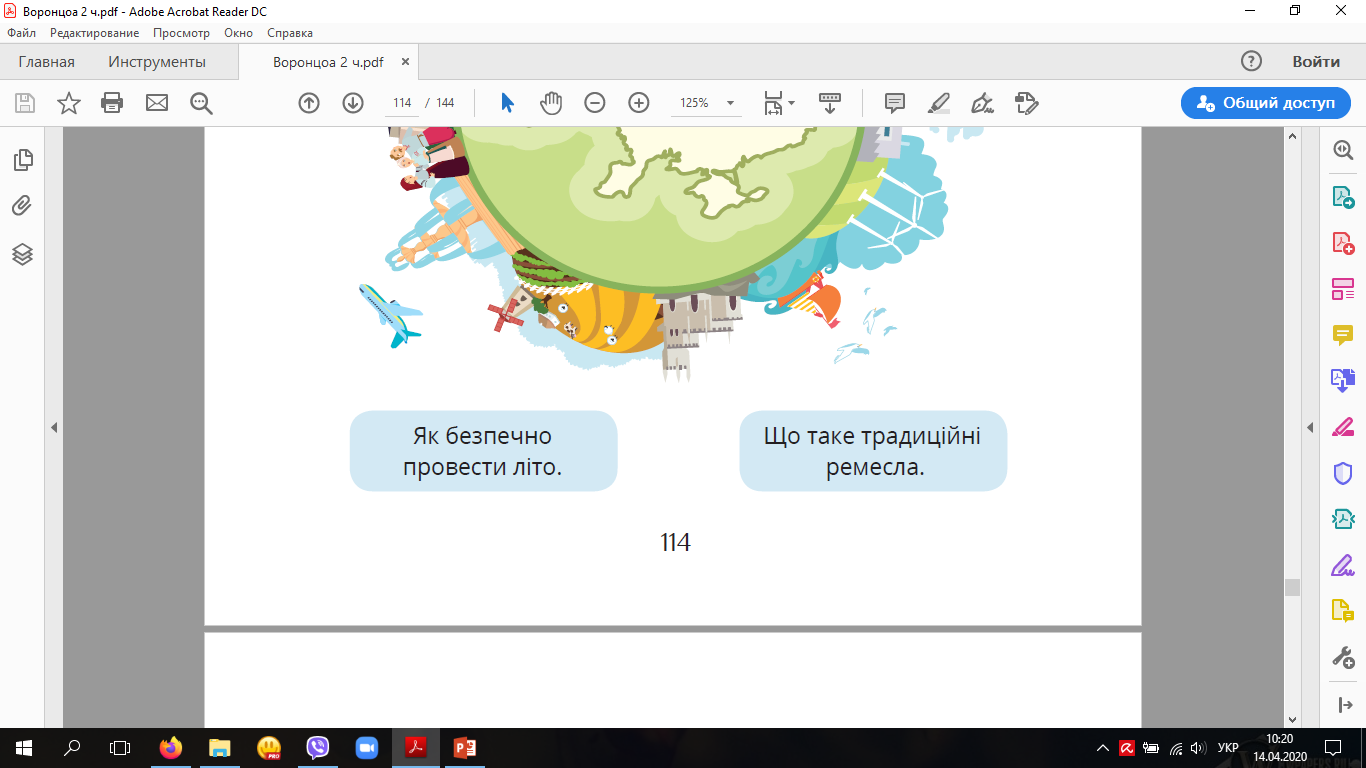 Воронцоа 2 ч.pdf - Adobe Acrobat Reader DC
Файл Редактирование Просмотр Окно Справка
Главная Инструменты Воронцоа 2 ч.pdf × ? Войти
114 / 144 125% Общий доступ
Як безпечно
провести літо.
Що таке традиційні
ремесла.
114
PRO
УКР
10:20
14.04.2020